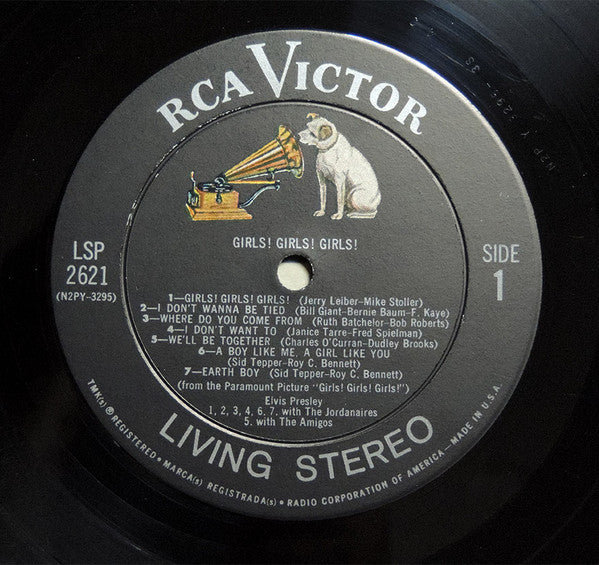 RCA VICTOR
GIRLS! GIRLS! GIRLS!
LSP
2621
(N2PY-3295)
SIDE
1
1—GIRLS! GIRLS! GIRLS! (Jerry Leiber-Mike Stoller)
2—I DON'T WANNA BE TIED (Bill Giant-Bernie Baum-F. Kaye)
3—WHERE DO YOU COME FROM (Ruth Batchelor-Bob Roberts)
4—I DON'T WANT TO (Janice Tarre-Fred Spielman)
5—WE'LL BE TOGETHER (Charles O'Curran-Dudley Brooks)
6—A BOY LIKE ME, A GIRL LIKE YOU
(Sid Tepper-Roy C. Bennett)
7—EARTH BOY (Sid Tepper-Roy C. Bennett)
(from the Paramount Picture "Girls! Girls! Girls!")
Elvis Presley
1, 2, 3, 4, 6, 7. with The Jordanaires
5. with The Amigos
LIVING STEREO
TMK(s) ® REGISTERED • MARCA(s) REGISTRADA(s) • RADIO CORPORATION OF AMERICA—MADE IN U.S.A.